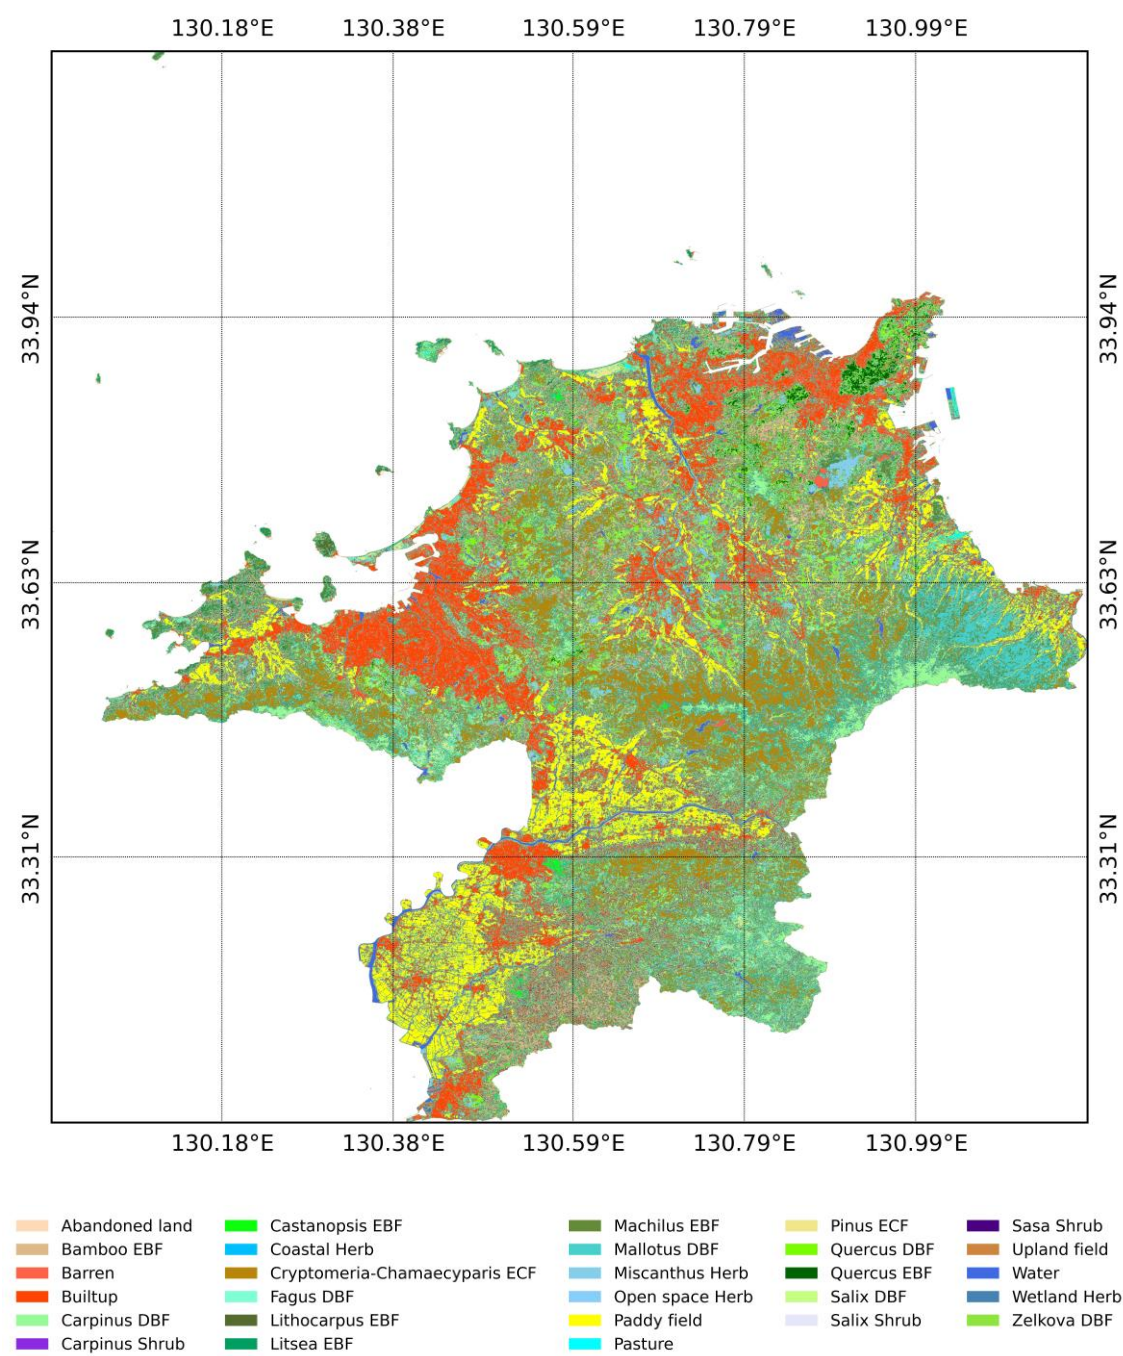 130.18°E 130.38°E 130.59°E 130.79°E 130.99°E
33.94°N 33.94°N
33.63°N 33.63°N
33.31°N 33.31°N
130.18°E 130.38°E 130.59°E 130.79°E 130.99°E
Abandoned land Castanopsis EBF Machilus EBF Pinus ECF Sasa Shrub
Bamboo EBF Coastal Herb Mallotus DBF Quercus DBF Upland field
Barren Cryptomeria-Chamaecyparis ECF Miscanthus Herb Quercus EBF Water
Builtup Fagus DBF Open space Herb Salix DBF Wetland Herb
Carpinus DBF Lithocarpus EBF Paddy field Salix Shrub Zelkova DBF
Carpinus Shrub Litsea EBF Pasture